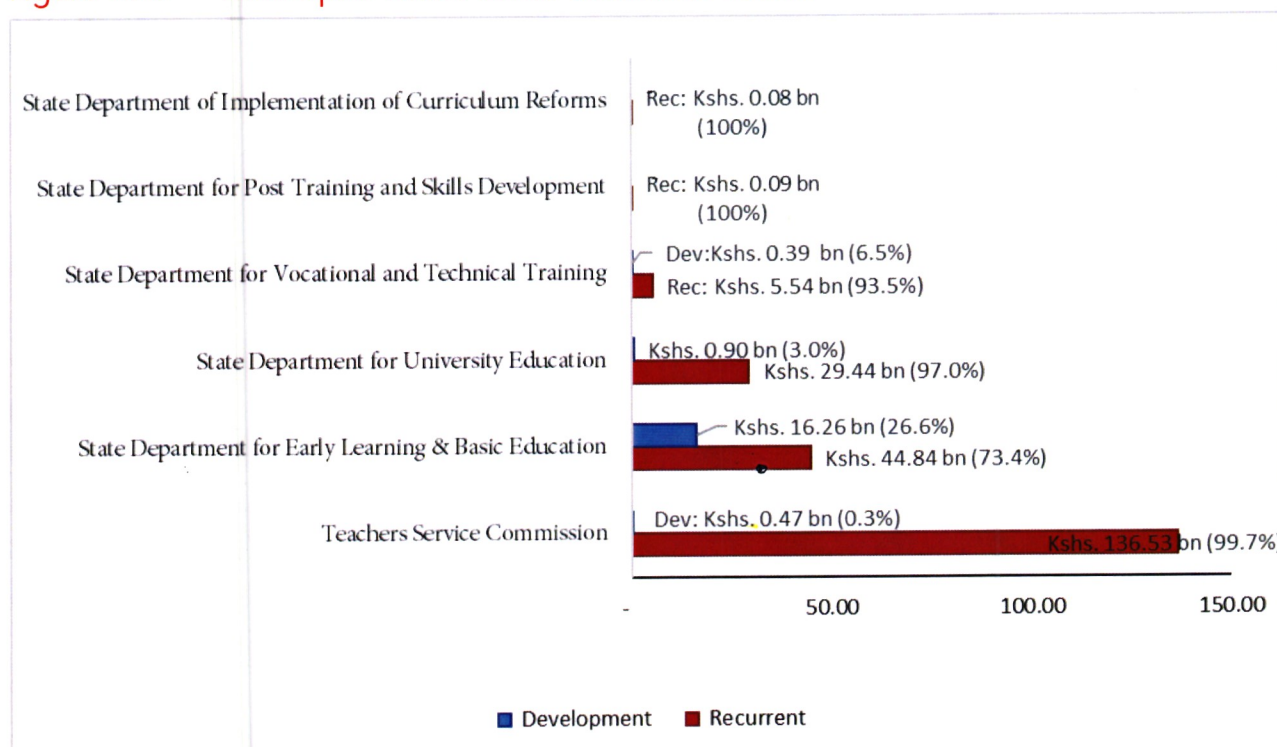 State Department of Implementation of Curriculum Reforms
Rec: Kshs. 0.08 bn
(100%)
State Department for Post Training and Skills Development
Rec: Kshs. 0.09 bn
(100%)
State Department for Vocational and Technical Training
Dev:Kshs. 0.39 bn (6.5%)
Rec: Kshs. 5.54 bn (93.5%)
State Department for University Education
Kshs. 0.90 bn (3.0%)
Kshs. 29.44 bn (97.0%)
State Department for Early Learning & Basic Education
Kshs. 16.26 bn (26.6%)
Kshs. 44.84 bn (73.4%)
Teachers Service Commission
Dev: Kshs. 0.47 bn (0.3%)
Kshs. 136.53 bn (99.7%)
- 50.00 100.00 150.00
Development Recurrent